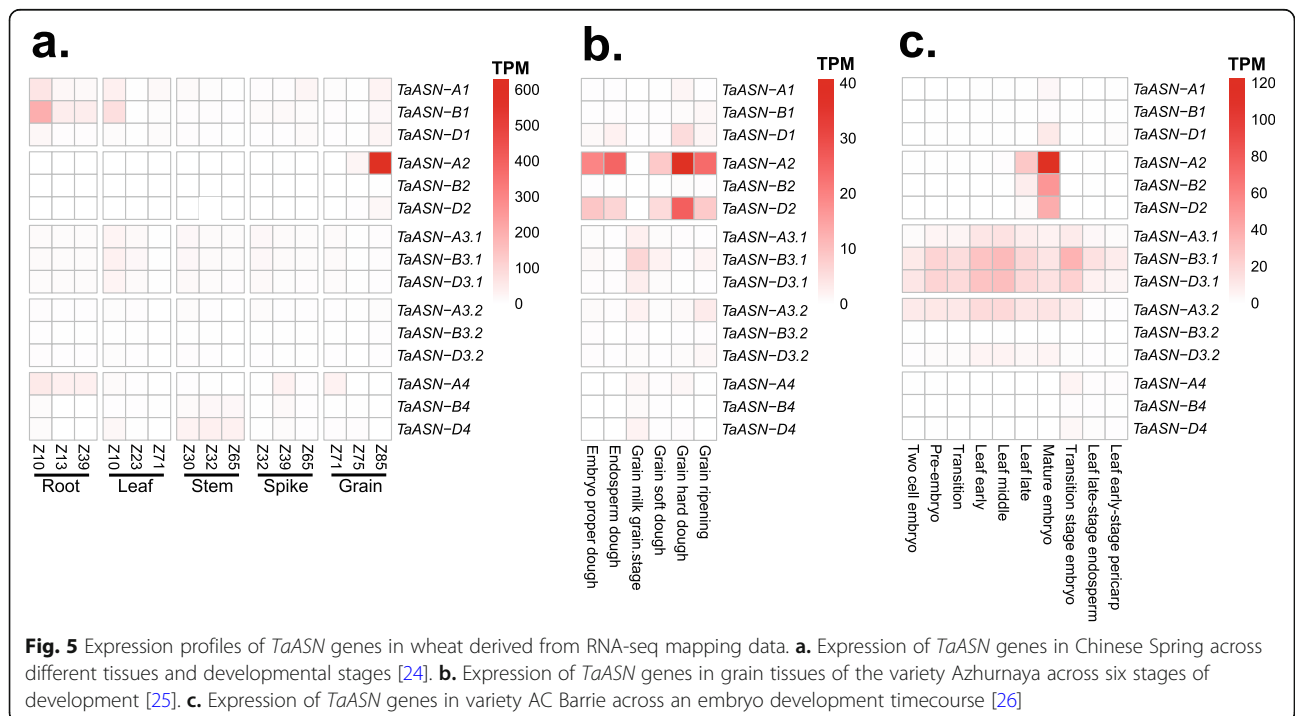 a.
TPM
600
500
400
300
200
100
0
TaASN−A1
TaASN−B1
TaASN−D1
TaASN−A2
TaASN−B2
TaASN−D2
TaASN−A3.1
TaASN−B3.1
TaASN−D3.1
TaASN−A3.2
TaASN−B3.2
TaASN−D3.2
TaASN−A4
TaASN−B4
TaASN−D4
Z10 Z13 Z39 Z10 Z23 Z71 Z30 Z32 Z65 Z32 Z39 Z65 Z71 Z75 Z85
Root Leaf Stem Spike Grain
b.
TPM
40
30
20
10
0
TaASN−A1
TaASN−B1
TaASN−D1
TaASN−A2
TaASN−B2
TaASN−D2
TaASN−A3.1
TaASN−B3.1
TaASN−D3.1
TaASN−A3.2
TaASN−B3.2
TaASN−D3.2
TaASN−A4
TaASN−B4
TaASN−D4
Embryo proper dough
Endosperm dough
Grain milk grain.stage
Grain soft dough
Grain hard dough
Grain ripening
c.
TPM
120
100
80
60
40
20
0
TaASN−A1
TaASN−B1
TaASN−D1
TaASN−A2
TaASN−B2
TaASN−D2
TaASN−A3.1
TaASN−B3.1
TaASN−D3.1
TaASN−A3.2
TaASN−B3.2
TaASN−D3.2
TaASN−A4
TaASN−B4
TaASN−D4
Two cell embryo
Pre-embryo
Transition
Leaf early
Leaf middle
Leaf late
Mature embryo
Transition stage embryo
Leaf late-stage endosperm
Leaf early-stage pericarp
Fig. 5 Expression profiles of TaASN genes in wheat derived from RNA-seq mapping data. a. Expression of TaASN genes in Chinese Spring across
different tissues and developmental stages [24]. b. Expression of TaASN genes in grain tissues of the variety Azhurnaya across six stages of
development [25]. c. Expression of TaASN genes in variety AC Barrie across an embryo development timecourse [26]